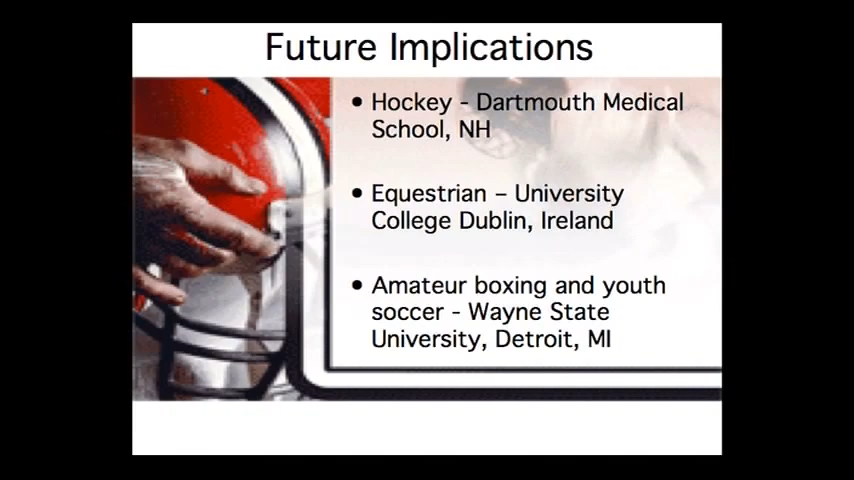 Future Implications
• Hockey - Dartmouth Medical
School, NH
• Equestrian – University
College Dublin, Ireland
• Amateur boxing and youth
soccer - Wayne State
University, Detroit, MI